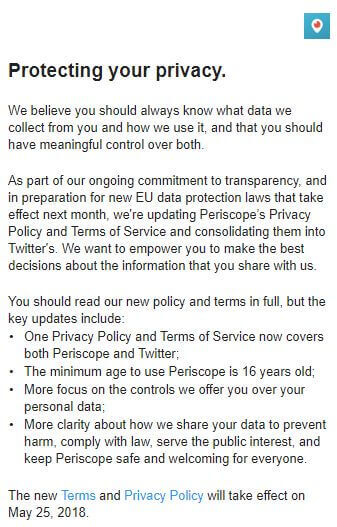 Protecting your privacy.
We believe you should always know what data we
collect from you and how we use it, and that you should
have meaningful control over both.
As part of our ongoing commitment to transparency, and
in preparation for new EU data protection laws that take
effect next month, we're updating Periscope's Privacy
Policy and Terms of Service and consolidating them into
Twitter's. We want to empower you to make the best
decisions about the information that you share with us.
You should read our new policy and terms in full, but the
key updates include:
• One Privacy Policy and Terms of Service now covers
both Periscope and Twitter;
• The minimum age to use Periscope is 16 years old;
• More focus on the controls we offer you over your
personal data;
• More clarity about how we share your data to prevent
harm, comply with law, serve the public interest, and
keep Periscope safe and welcoming for everyone.
The new Terms and Privacy Policy will take effect on
May 25, 2018.